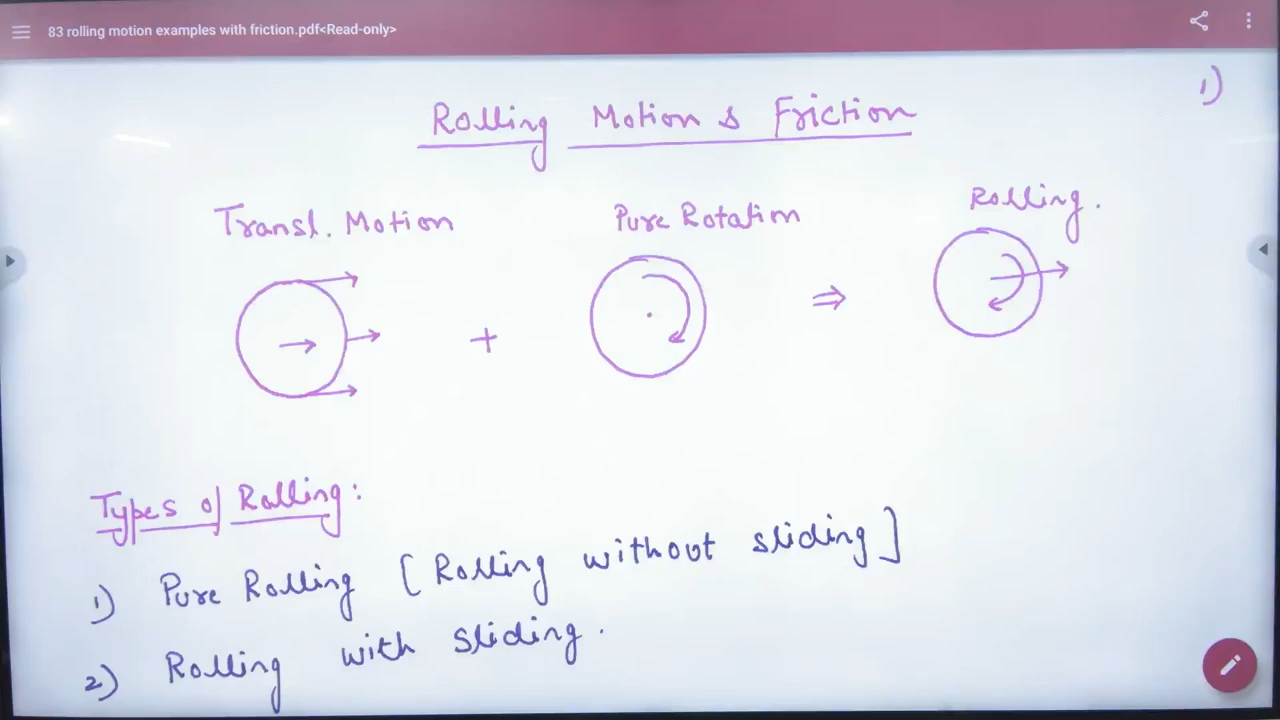 83 rolling motion examples with friction.pdf<Read-only>
1)
Rolling Motion & Friction
Transl. Motion
Pure Rotation
Rolling.
+
⇒
Types of Rolling:
1) Pure Rolling [Rolling without sliding]
2) Rolling with sliding.